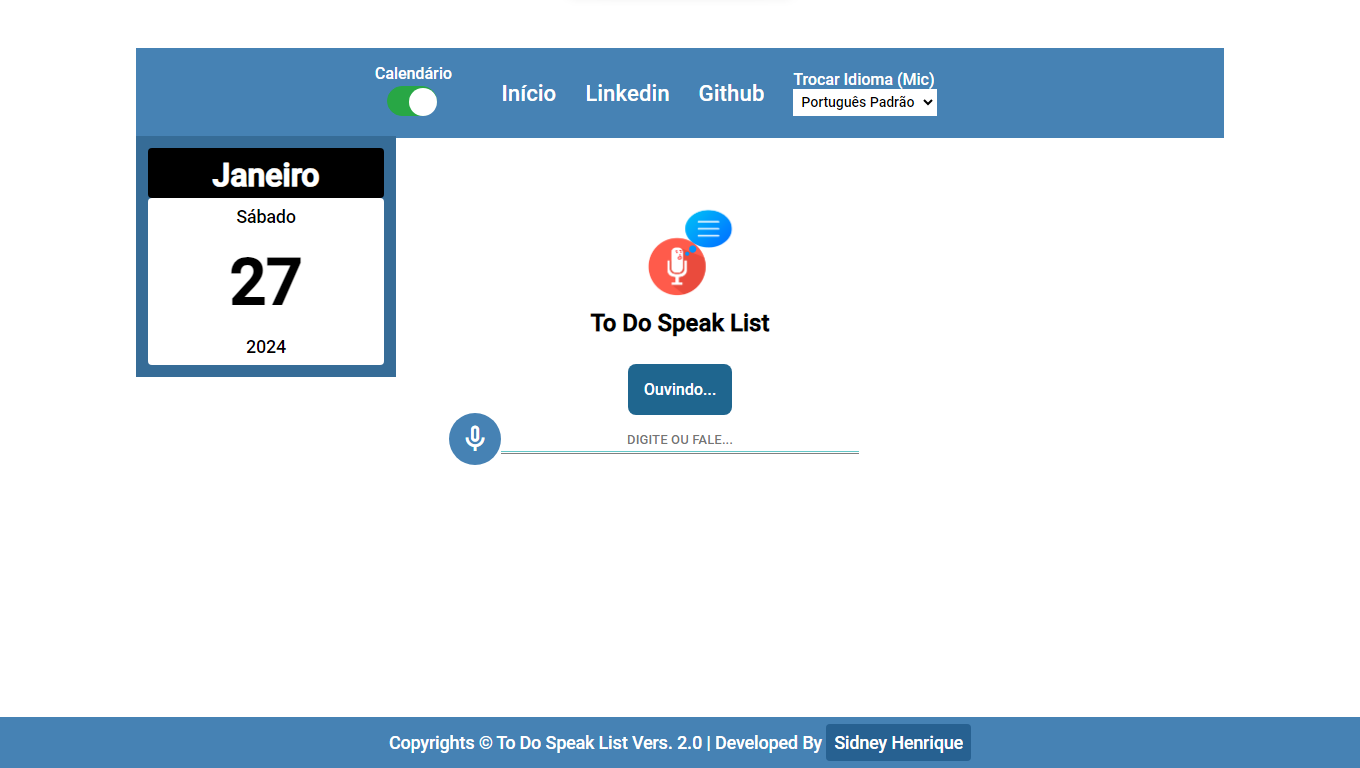 Calendário
Início Linkedin Github
Trocar Idioma (Mic)
Português Padrão
Janeiro
Sábado
27
2024
To Do Speak List
Ouvindo...
DIGITE OU FALE...
Copyrights © To Do Speak List Vers. 2.0 | Developed By Sidney Henrique